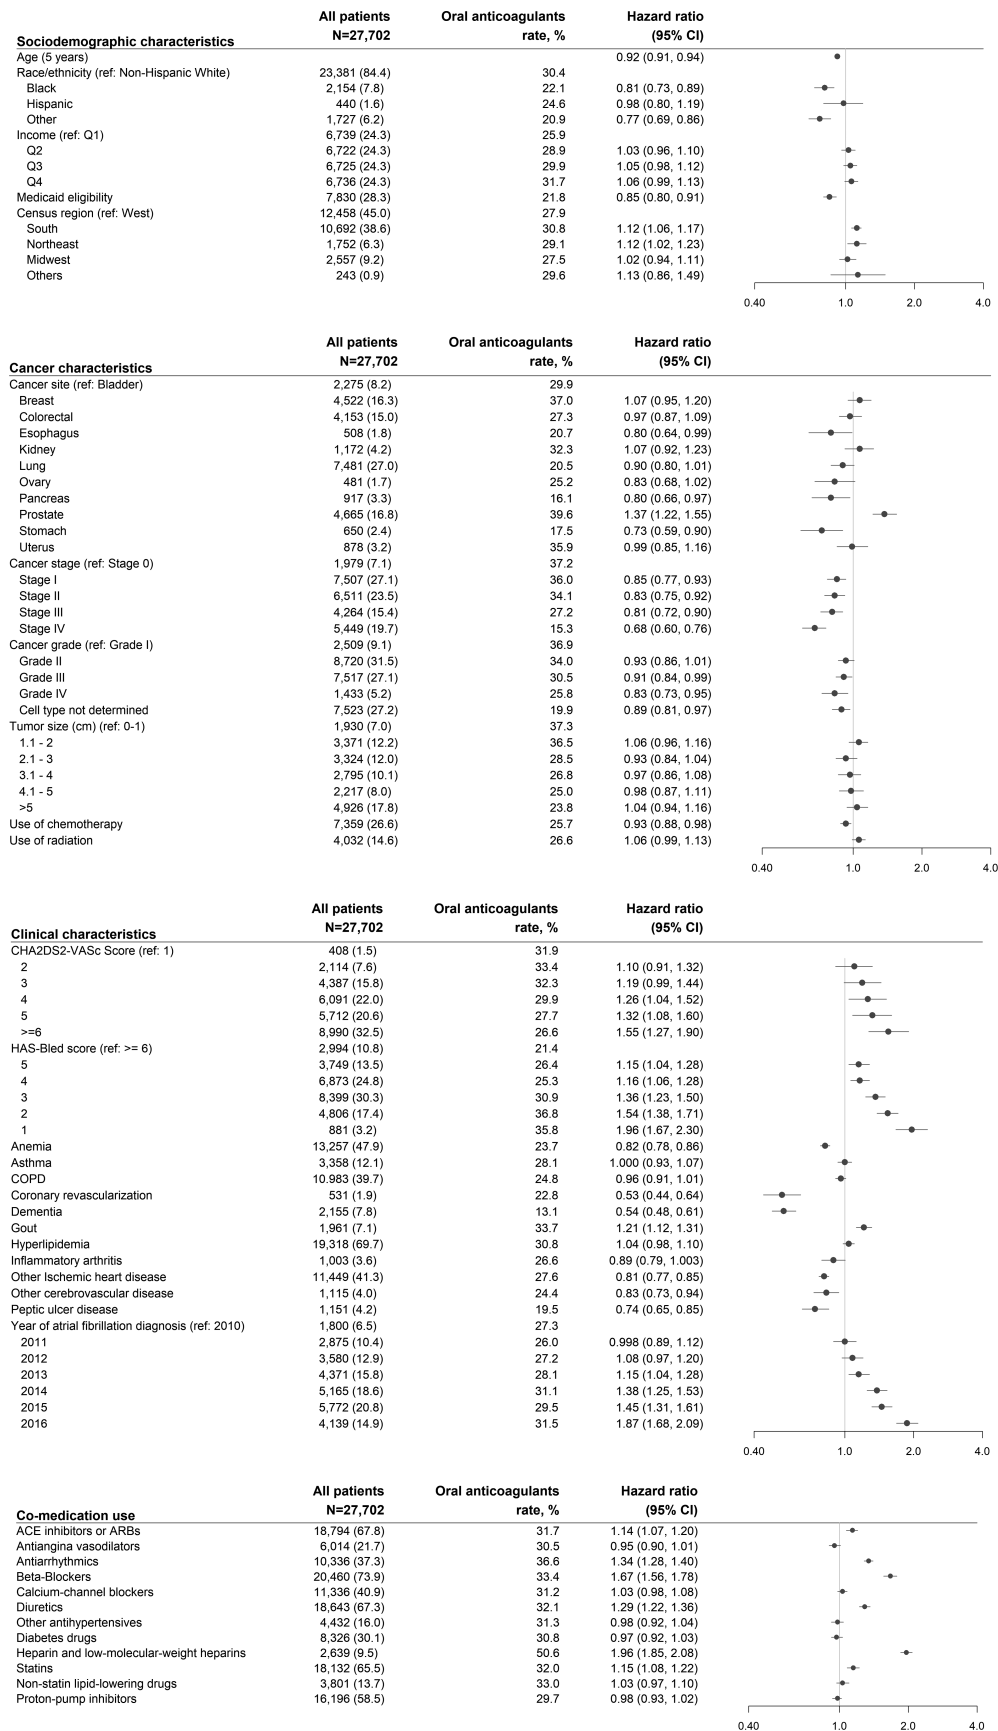 All patients Oral anticoagulants Hazard ratio
Sociodemographic characteristics N=27,702 rate, % (95% CI)
Age (5 years) 0.92 (0.91, 0.94)
Race/ethnicity (ref: Non-Hispanic White) 23,381 (84.4) 30.4
Black 2,154 (7.8) 22.1 0.81 (0.73, 0.89)
Hispanic 440 (1.6) 24.6 0.98 (0.80, 1.19)
Other 1,727 (6.2) 20.9 0.77 (0.69, 0.86)
Income (ref: Q1) 6,739 (24.3) 25.9
Q2 6,722 (24.3) 28.9 1.03 (0.96, 1.10)
Q3 6,725 (24.3) 29.9 1.05 (0.98, 1.12)
Q4 6,736 (24.3) 31.7 1.06 (0.99, 1.13)
Medicaid eligibility 7,830 (28.3) 21.8 0.85 (0.80, 0.91)
Census region (ref: West) 12,458 (45.0) 27.9
South 10,692 (38.6) 30.8 1.12 (1.06, 1.17)
Northeast 1,752 (6.3) 29.1 1.12 (1.02, 1.23)
Midwest 2,557 (9.2) 27.5 1.02 (0.94, 1.11)
Others 243 (0.9) 29.6 1.13 (0.86, 1.49)
0.40 1.0 2.0 4.0
All patients Oral anticoagulants Hazard ratio
Cancer characteristics N=27,702 rate, % (95% CI)
Cancer site (ref: Bladder) 2,275 (8.2) 29.9
Breast 4,522 (16.3) 37.0 1.07 (0.95, 1.20)
Colorectal 4,153 (15.0) 27.3 0.97 (0.87, 1.09)
Esophagus 508 (1.8) 20.7 0.80 (0.64, 0.99)
Kidney 1,172 (4.2) 32.3 1.07 (0.92, 1.23)
Lung 7,481 (27.0) 20.5 0.90 (0.80, 1.01)
Ovary 481 (1.7) 25.2 0.83 (0.68, 1.02)
Pancreas 917 (3.3) 16.1 0.80 (0.66, 0.97)
Prostate 4,665 (16.8) 39.6 1.37 (1.22, 1.55)
Stomach 650 (2.4) 17.5 0.73 (0.59, 0.90)
Uterus 878 (3.2) 35.9 0.99 (0.85, 1.16)
Cancer stage (ref: Stage 0) 1,979 (7.1) 37.2
Stage I 7,507 (27.1) 36.0 0.85 (0.77, 0.93)
Stage II 6,511 (23.5) 34.1 0.83 (0.75, 0.92)
Stage III 4,264 (15.4) 27.2 0.81 (0.72, 0.90)
Stage IV 5,449 (19.7) 15.3 0.68 (0.60, 0.76)
Cancer grade (ref: Grade I) 2,509 (9.1) 36.9
Grade II 8,720 (31.5) 34.0 0.93 (0.86, 1.01)
Grade III 7,517 (27.1) 30.5 0.91 (0.84, 0.99)
Grade IV 1,433 (5.2) 25.8 0.83 (0.73, 0.95)
Cell type not determined 7,523 (27.2) 19.9 0.89 (0.81, 0.97)
Tumor size (cm) (ref: 0-1) 1,930 (7.0) 37.3
1.1 - 2 3,371 (12.2) 36.5 1.06 (0.96, 1.16)
2.1 - 3 3,324 (12.0) 28.5 0.93 (0.84, 1.04)
3.1 - 4 2,795 (10.1) 26.8 0.97 (0.86, 1.08)
4.1 - 5 2,217 (8.0) 25.0 0.98 (0.87, 1.11)
>5 4,926 (17.8) 23.8 1.04 (0.94, 1.16)
Use of chemotherapy 7,359 (26.6) 25.7 0.93 (0.88, 0.98)
Use of radiation 4,032 (14.6) 26.6 1.06 (0.99, 1.13)
0.40 1.0 2.0 4.0
All patients Oral anticoagulants Hazard ratio
Clinical characteristics N=27,702 rate, % (95% CI)
CHA2DS2-VASc Score (ref: 1) 408 (1.5) 31.9
2 2,114 (7.6) 33.4 1.10 (0.91, 1.32)
3 4,387 (15.8) 32.3 1.19 (0.99, 1.44)
4 6,091 (22.0) 29.9 1.26 (1.04, 1.52)
5 5,712 (20.6) 27.7 1.32 (1.08, 1.60)
>=6 8,990 (32.5) 26.6 1.55 (1.27, 1.90)
HAS-Bled score (ref: >= 6) 2,994 (10.8) 21.4
5 3,749 (13.5) 26.4 1.15 (1.04, 1.28)
4 6,873 (24.8) 25.3 1.16 (1.06, 1.28)
3 8,399 (30.3) 30.9 1.36 (1.23, 1.50)
2 4,806 (17.4) 36.8 1.54 (1.38, 1.71)
1 881 (3.2) 35.8 1.96 (1.67, 2.30)
Anemia 13,257 (47.9) 23.7 0.82 (0.78, 0.86)
Asthma 3,358 (12.1) 28.1 1.000 (0.93, 1.07)
COPD 10.983 (39.7) 24.8 0.96 (0.91, 1.01)
Coronary revascularization 531 (1.9) 22.8 0.53 (0.44, 0.64)
Dementia 2,155 (7.8) 13.1 0.54 (0.48, 0.61)
Gout 1,961 (7.1) 33.7 1.21 (1.12, 1.31)
Hyperlipidemia 19,318 (69.7) 30.8 1.04 (0.98, 1.10)
Inflammatory arthritis 1,003 (3.6) 26.6 0.89 (0.79, 1.003)
Other Ischemic heart disease 11,449 (41.3) 27.6 0.81 (0.77, 0.85)
Other cerebrovascular disease 1,115 (4.0) 24.4 0.83 (0.73, 0.94)
Peptic ulcer disease 1,151 (4.2) 19.5 0.74 (0.65, 0.85)
Year of atrial fibrillation diagnosis (ref: 2010) 1,800 (6.5) 27.3
2011 2,875 (10.4) 26.0 0.998 (0.89, 1.12)
2012 3,580 (12.9) 27.2 1.08 (0.97, 1.20)
2013 4,371 (15.8) 28.1 1.15 (1.04, 1.28)
2014 5,165 (18.6) 31.1 1.38 (1.25, 1.53)
2015 5,772 (20.8) 29.5 1.45 (1.31, 1.61)
2016 4,139 (14.9) 31.5 1.87 (1.68, 2.09)
0.40 1.0 2.0 4.0
All patients Oral anticoagulants Hazard ratio
Co-medication use N=27,702 rate, % (95% CI)
ACE inhibitors or ARBs 18,794 (67.8) 31.7 1.14 (1.07, 1.20)
Antiangina vasodilators 6,014 (21.7) 30.5 0.95 (0.90, 1.01)
Antiarrhythmics 10,336 (37.3) 36.6 1.34 (1.28, 1.40)
Beta-Blockers 20,460 (73.9) 33.4 1.67 (1.56, 1.78)
Calcium-channel blockers 11,336 (40.9) 31.2 1.03 (0.98, 1.08)
Diuretics 18,643 (67.3) 32.1 1.29 (1.22, 1.36)
Other antihypertensives 4,432 (16.0) 31.3 0.98 (0.92, 1.04)
Diabetes drugs 8,326 (30.1) 30.8 0.97 (0.92, 1.03)
Heparin and low-molecular-weight heparins 2,639 (9.5) 50.6 1.96 (1.85, 2.08)
Statins 18,132 (65.5) 32.0 1.15 (1.08, 1.22)
Non-statin lipid-lowering drugs 3,801 (13.7) 33.0 1.03 (0.97, 1.10)
Proton-pump inhibitors 16,196 (58.5) 29.7 0.98 (0.93, 1.02)
0.40 1.0 2.0 4.0